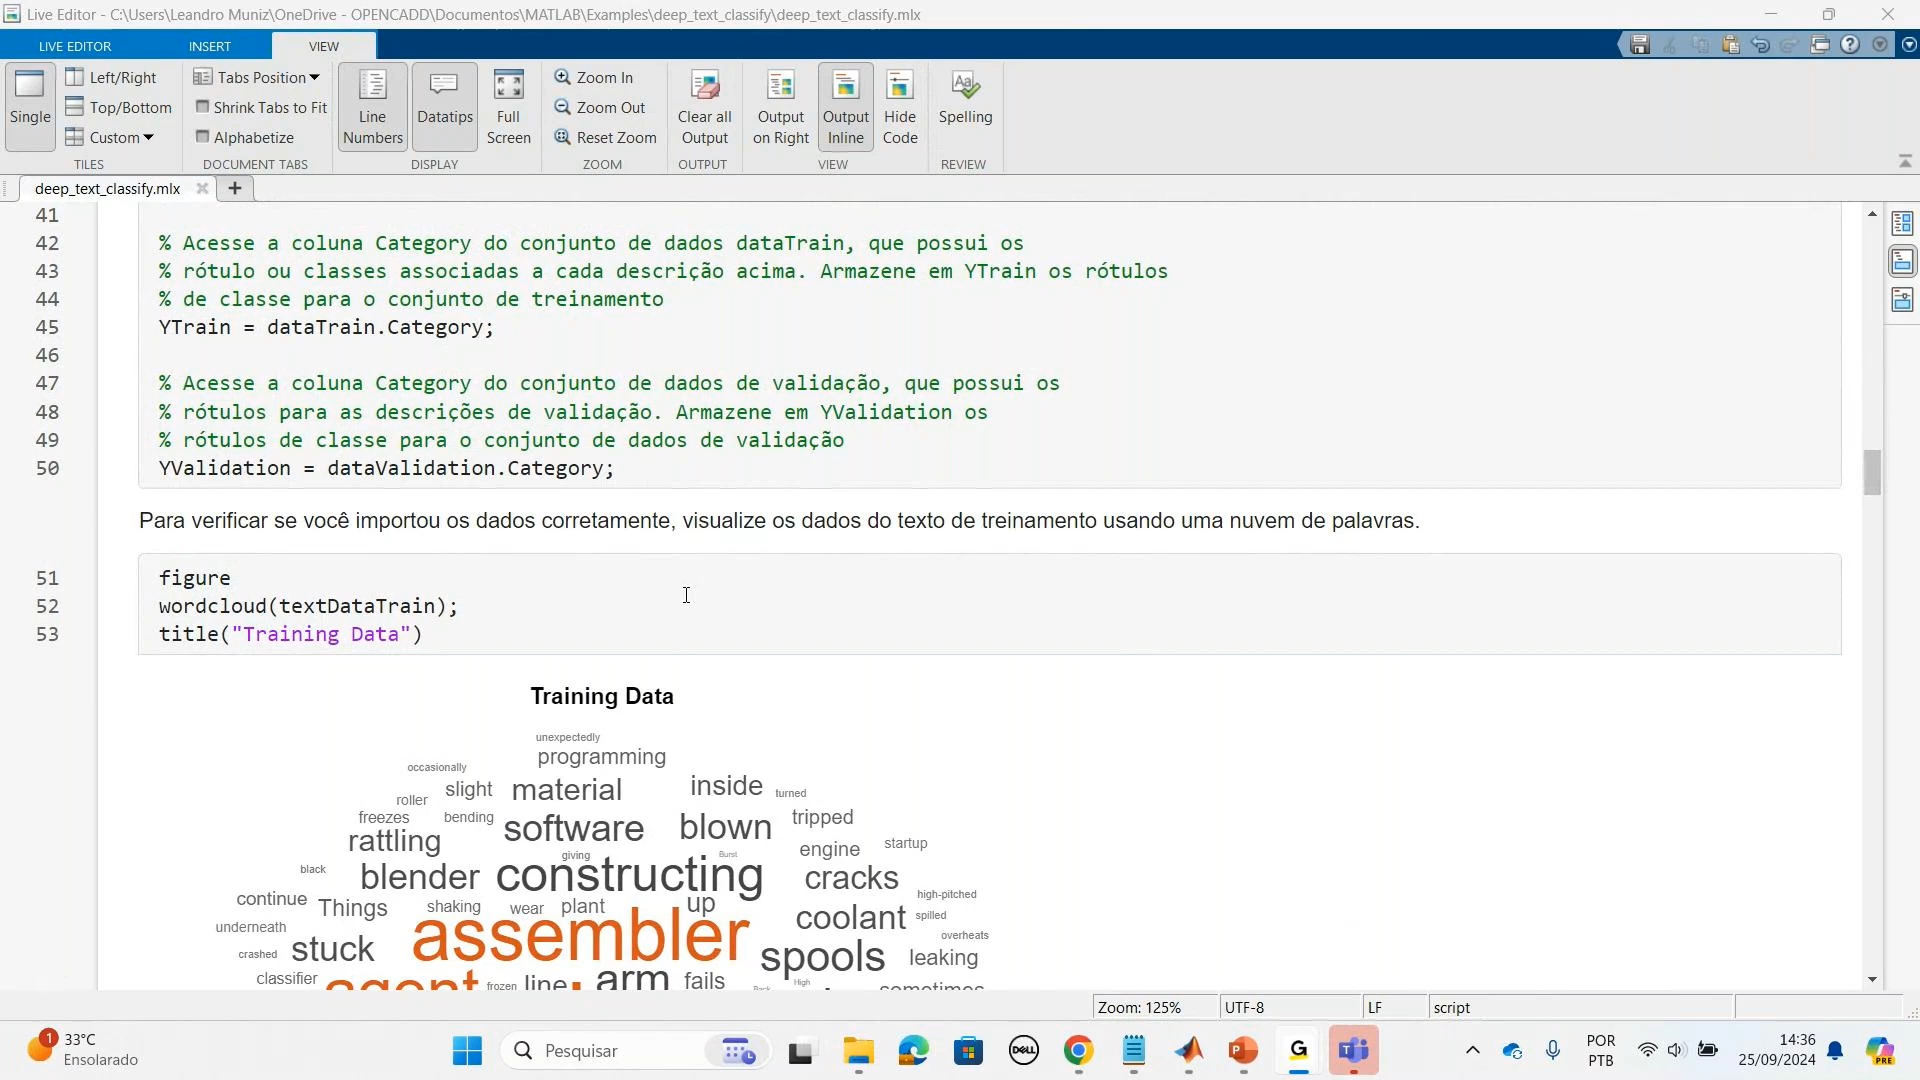 Live Editor - C:\Users\Leandro Muniz\OneDrive - OPENCADD\Documentos\MATLAB\Examples\deep_text_classify\deep_text_classify.mlx
LIVE EDITOR INSERT VIEW
Single
Left/Right
Top/Bottom
Custom
TILES
Tabs Position
Shrink Tabs to Fit
Alphabetize
DOCUMENT TABS
Line Numbers
Datatips
Full Screen
DISPLAY
Zoom In
Zoom Out
Reset Zoom
ZOOM
Clear all Output
OUTPUT
Output on Right
Output Inline
Hide Code
VIEW
Spelling
REVIEW
deep_text_classify.mlx
41
42 % Acesse a coluna Category do conjunto de dados dataTrain, que possui os
43 % rótulo ou classes associadas a cada descrição acima. Armazene em YTrain os rótulos
44 % de classe para o conjunto de treinamento
45 YTrain = dataTrain.Category;
46
47 % Acesse a coluna Category do conjunto de dados de validação, que possui os
48 % rótulos para as descrições de validação. Armazene em YValidation os
49 % rótulos de classe para o conjunto de dados de validação
50 YValidation = dataValidation.Category;
Para verificar se você importou os dados corretamente, visualize os dados do texto de treinamento usando uma nuvem de palavras.
51 figure
52 wordcloud(textDataTrain);
53 title("Training Data")
Training Data
unexpectedly
programming
occasionally
slight material inside turned
roller
freezes bending software blown tripped
rattling engine startup
giving Burst
black blender constructing cracks
continue Things shaking wear plant up high-pitched
coolant spilled
underneath assembler overheats
crashed stuck spools leaking
classifier agent frozen line arm fails Back High sometimes
Zoom: 125% UTF-8 LF script
1
33°C
Ensolarado
Pesquisar
DELL
G
POR
PTB
14:36
25/09/2024
PRE